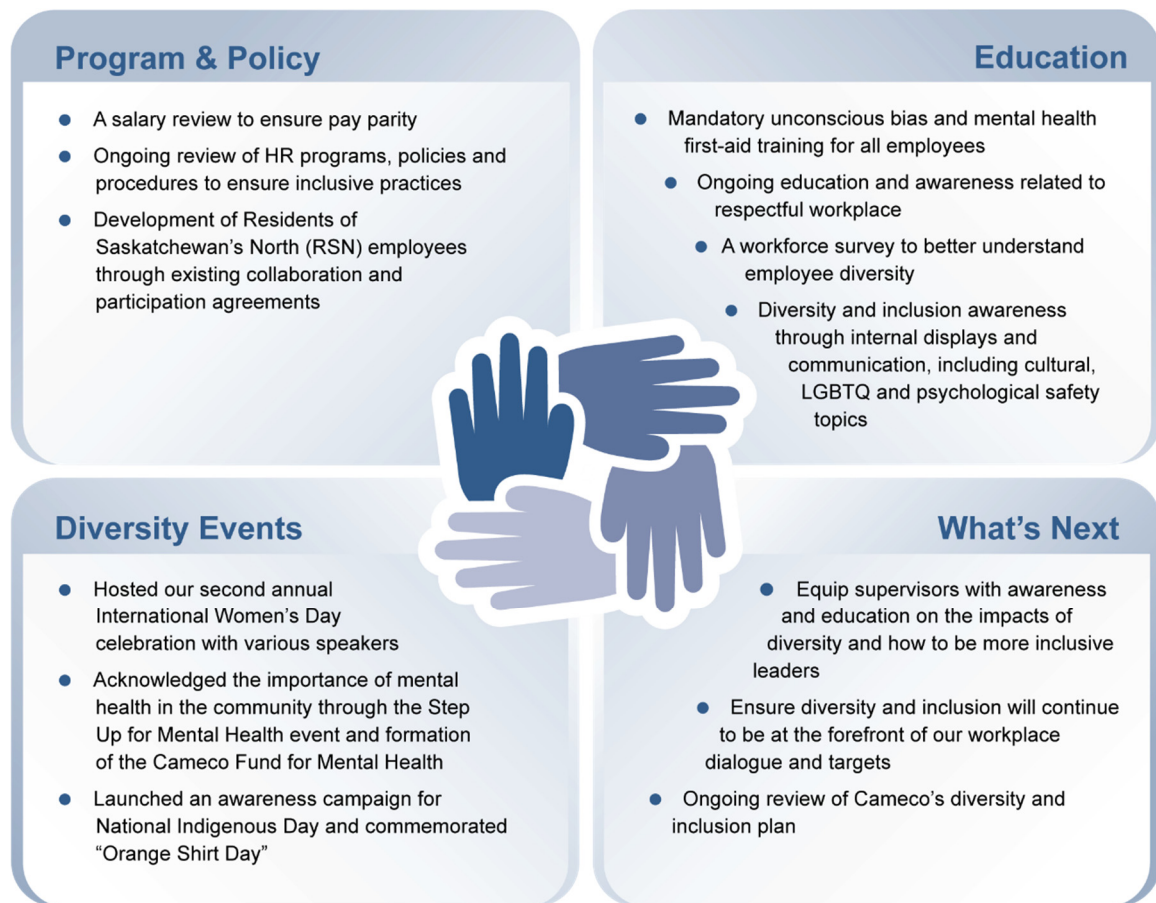 Program & Policy
● A salary review to ensure pay parity
● Ongoing review of HR programs, policies and
procedures to ensure inclusive practices
● Development of Residents of
Saskatchewan’s North (RSN) employees
through existing collaboration and
participation agreements
Education
● Mandatory unconscious bias and mental health
first-aid training for all employees
● Ongoing education and awareness related to
respectful workplace
● A workforce survey to better understand
employee diversity
● Diversity and inclusion awareness
through internal displays and
communication, including cultural,
LGBTQ and psychological safety
topics
Diversity Events
● Hosted our second annual
International Women’s Day
celebration with various speakers
● Acknowledged the importance of mental
health in the community through the Step
Up for Mental Health event and formation
of the Cameco Fund for Mental Health
● Launched an awareness campaign for
National Indigenous Day and commemorated
“Orange Shirt Day”
What’s Next
● Equip supervisors with awareness
and education on the impacts of
diversity and how to be more inclusive
leaders
● Ensure diversity and inclusion will continue
to be at the forefront of our workplace
dialogue and targets
● Ongoing review of Cameco’s diversity and
inclusion plan